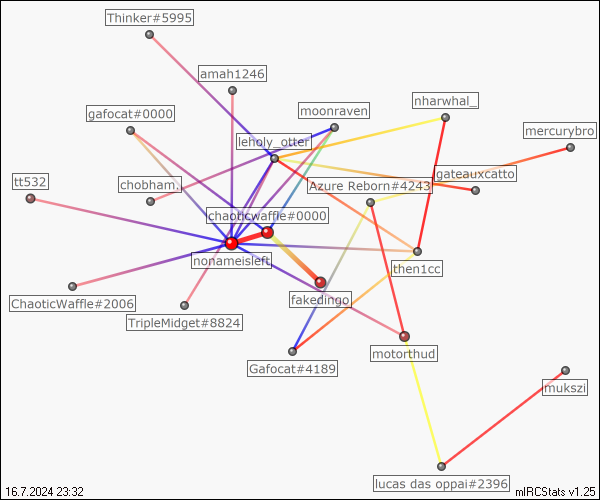 Thinker#5995
amah1246
nharwhal_
gafocat#0000
moonraven
mercurybro
leholy_otter
gateauxcatto
tt532
chobham.
Azure Reborn#4243
chaoticwaffle#0000
nonameisleft
then1cc
fakedingo
ChaoticWaffle#2006
TripleMidget#8824
motorthud
Gafocat#4189
mukszi
lucas das oppai#2396
16.7.2024 23:32
mIRCStats v1.25